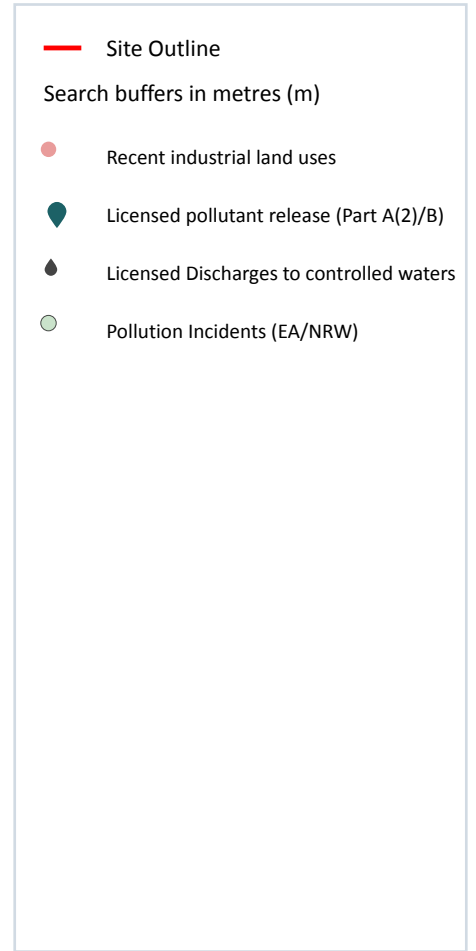 Site Outline
Search buffers in metres (m)
Recent industrial land uses
Licensed pollutant release (Part A(2)/B)
Licensed Discharges to controlled waters
Pollution Incidents (EA/NRW)